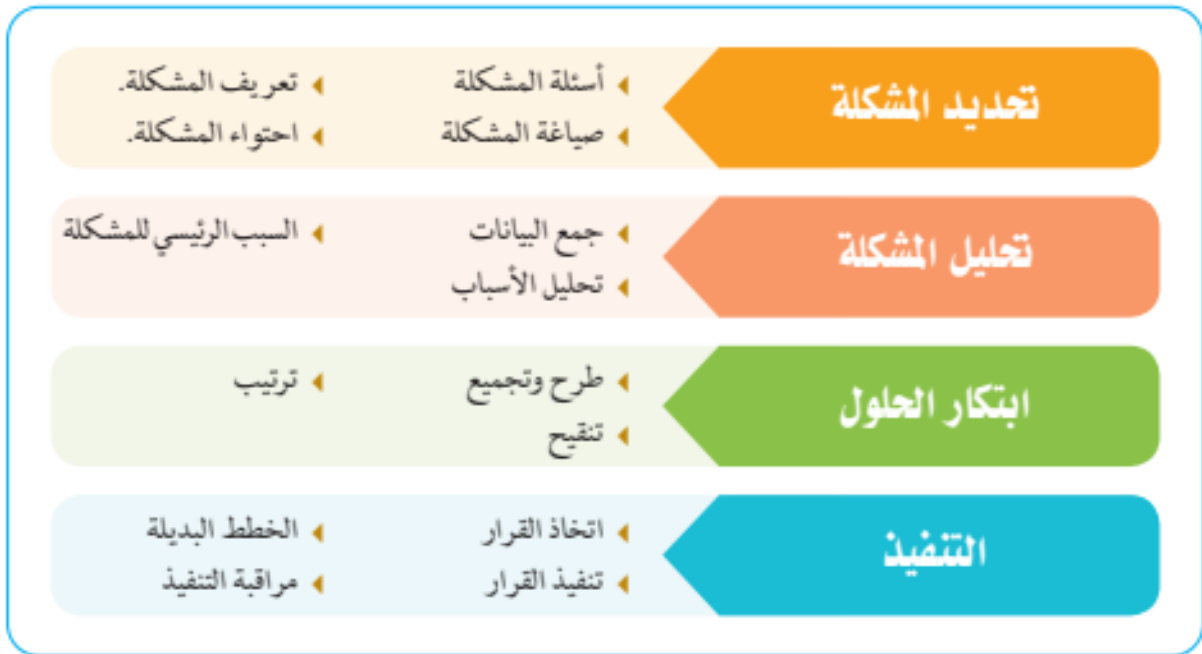 تحديد المشكلة
أسئلة المشكلة
تعريف المشكلة.
صياغة المشكلة
احتواء المشكلة.
تحليل المشكلة
جمع البيانات
السبب الرئيسي للمشكلة
تحليل الأسباب
ابتكار الحلول
طرح وتجميع
ترتيب
تنقيح
التنفيذ
اتخاذ القرار
الخطط البديلة
تنفيذ القرار
مراقبة التنفيذ